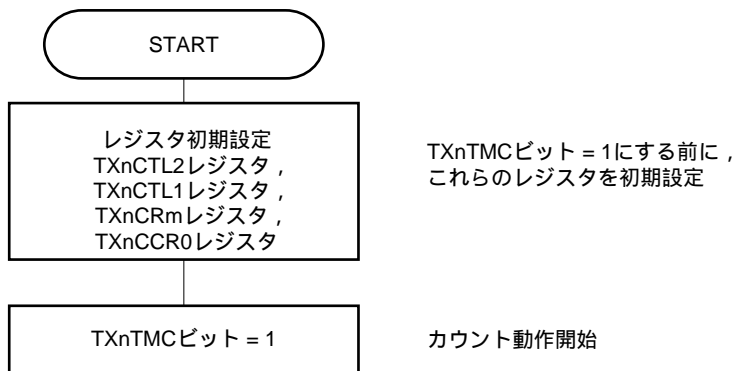 START
レジスタ初期設定
TXnCTL2レジスタ，
TXnCTL1レジスタ，
TXnCRmレジスタ，
TXnCCR0レジスタ
TXnTMCビット = 1にする前に，
これらのレジスタを初期設定
TXnTMCビット = 1
カウント動作開始